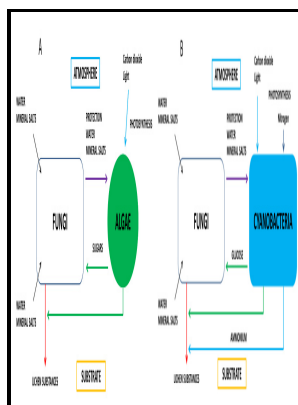 A
Carbon dioxide
Light
ATMOSPHERE
WATER
MINERAL SALTS
PROTECTION
WATER
MINERAL SALTS
PHOTOSYNTHESIS
FUNGI
ALGAE
SUGARS
WATER
MINERAL SALTS
LICHEN SUBSTANCES
SUBSTRATE
B
Carbon dioxide
Light
ATMOSPHERE
PHOTOSYNTHESIS
Nitrogen
WATER
MINERAL SALTS
PROTECTION
WATER
MINERAL SALTS
FUNGI
CYANOBACTERIA
GLUCOSE
WATER
MINERAL SALTS
AMMONIUM
LICHEN SUBSTANCES
SUBSTRATE